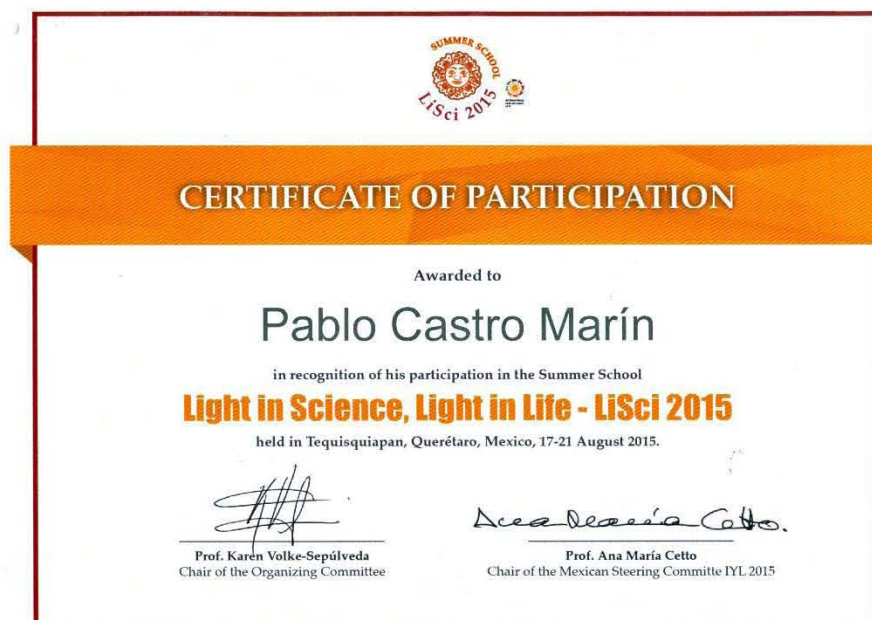 SUMMER SCHOOL
LiSci 2015
CERTIFICATE OF PARTICIPATION
Awarded to
Pablo Castro Marín
in recognition of his participation in the Summer School
Light in Science, Light in Life - LiSci 2015
held in Tequisquiapan, Querétaro, Mexico, 17-21 August 2015.
Ana María Cetto.
Prof. Karen Volke-Sepúlveda
Prof. Ana María Cetto
Chair of the Organizing Committee
Chair of the Mexican Steering Committe IYL 2015